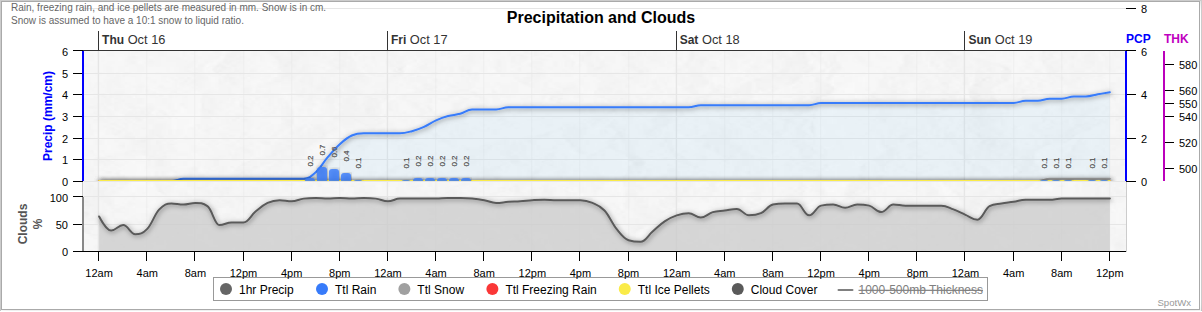 Rain, freezing rain, and ice pellets are measured in mm. Snow is in cm.
Snow is assumed to have a 10:1 snow to liquid ratio.
Precipitation and Clouds
8
Thu Oct 16 Fri Oct 17 Sat Oct 18 Sun Oct 19
PCP THK
6 6
5 580
4 4 560
550
3 540
2 2 520
1 500
0 0
Precip (mm/cm)
0.2 0.7 0.4 0.1 0.1 0.2 0.2 0.2 0.2 0.2 0.1 0.1 0.1 0.1 0.1
100
50
0
Clouds
%
12am 4am 8am 12pm 4pm 8pm 12am 4am 8am 12pm 4pm 8pm 12am 4am 8am 12pm 4pm 8pm 12am 4am 8am 12pm
1hr Precip Ttl Rain Ttl Snow Ttl Freezing Rain Ttl Ice Pellets Cloud Cover 1000-500mb Thickness
SpotWx